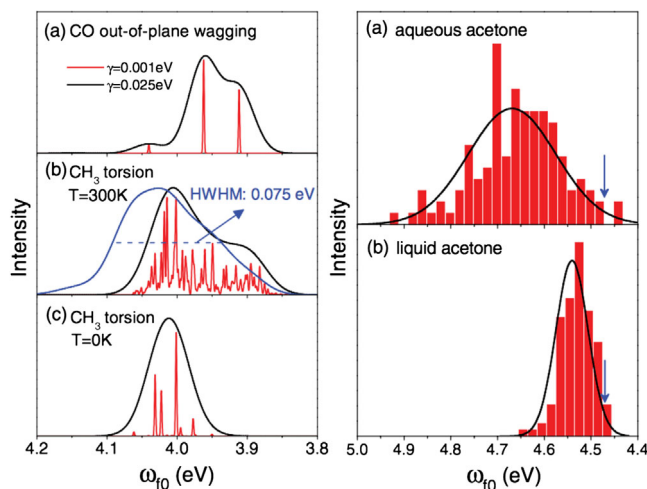 (a) CO out-of-plane wagging
γ=0.001eV
γ=0.025eV
(b) CH₃ torsion
T=300K
HWHM: 0.075 eV
(c) CH₃ torsion
T=0K
Intensity
4.2 4.1 4.0 3.9 3.8
ω_f0 (eV)
(a) aqueous acetone
(b) liquid acetone
Intensity
5.0 4.9 4.8 4.7 4.6 4.5 4.4
ω_f0 (eV)